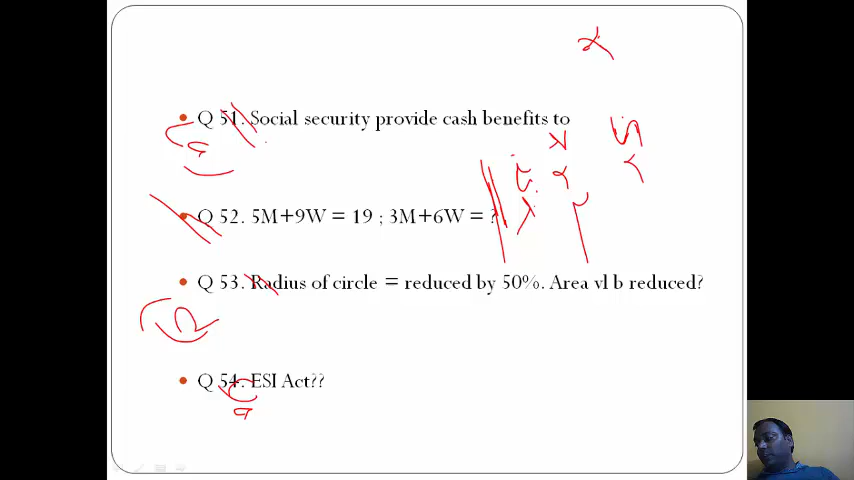 Q 51. Social security provide cash benefits to
Q 52. 5M+9W = 19 ; 3M+6W = ?
Q 53. Radius of circle = reduced by 50%. Area vl b reduced?
Q 54. ESI Act??